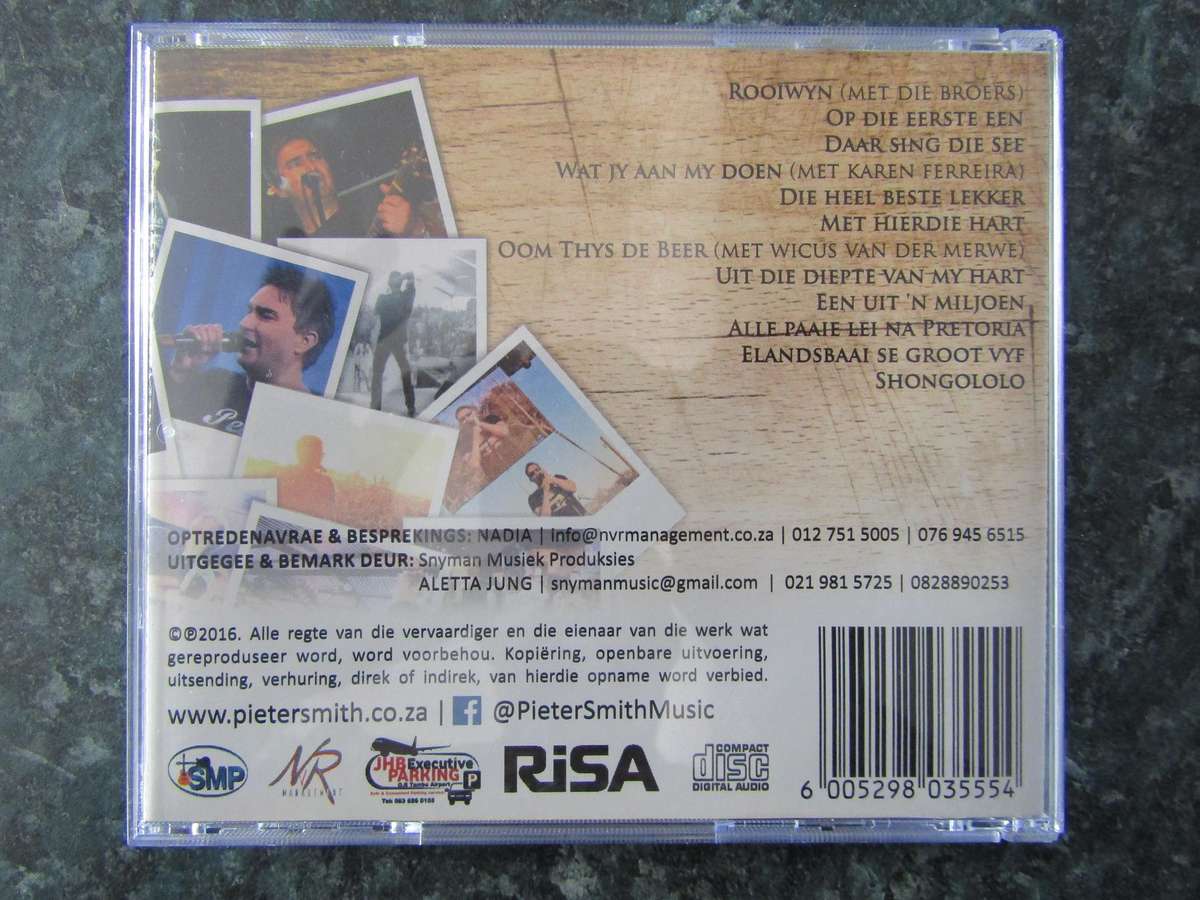 Rooiwyn (met die Broers)
Op die eerste een
Daar sing die see
Wat jy aan my doen (met Karen Ferreira)
Die heel beste lekker
Met hierdie hart
Oom Thys de Beer (met Wicus van der Merwe)
Uit die diepte van my hart
Een uit 'n miljoen
Alle paaie lei na Pretoria
Elandsbaai se groot vyf
Shongololo
Pe
OPTREDENAVRAE & BESPREKINGS: NADIA | info@nvrmanagement.co.za | 012 751 5005 | 076 945 6515
UITGEGEE & BEMARK DEUR: Snyman Musiek Produksies
ALETTA JUNG | snymanmusic@gmail.com | 021 981 5725 | 0828890253
©℗2016. Alle regte van die vervaardiger en die eienaar van die werk wat
gereproduseer word, word voorbehou. Kopiëring, openbare uitvoering,
uitsending, verhuring, direk of indirek, van hierdie opname word verbied.
www.pietersmith.co.za | f @PieterSmithMusic
SMP
NVR
MANAGEMENT
JHB Executive
PARKING P
O.R Tambo Airport
RiSA
COMPACT
disc
DIGITAL AUDIO
6 005298 035554